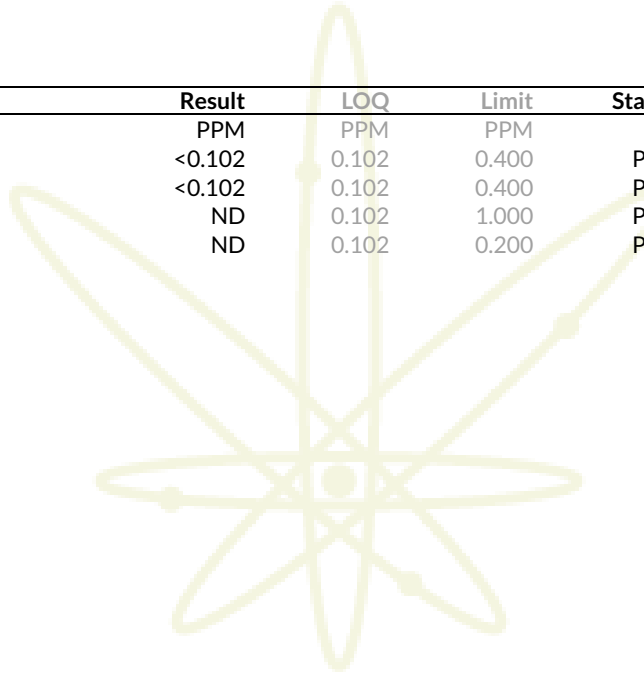 Result LOQ Limit Sta
PPM PPM PPM
<0.102 0.102 0.400 P
<0.102 0.102 0.400 P
ND 0.102 1.000 P
ND 0.102 0.200 P